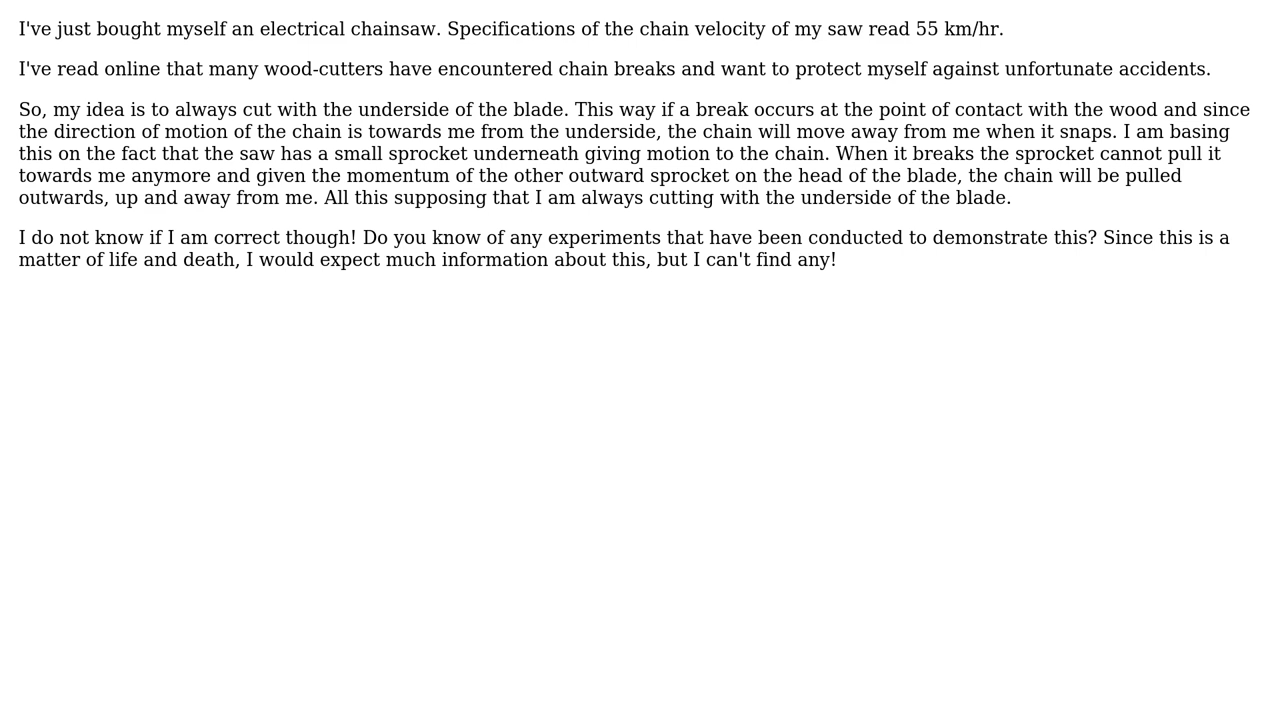 I've just bought myself an electrical chainsaw. Specifications of the chain velocity of my saw read 55 km/hr.
I've read online that many wood-cutters have encountered chain breaks and want to protect myself against unfortunate accidents.
So, my idea is to always cut with the underside of the blade. This way if a break occurs at the point of contact with the wood and since
the direction of motion of the chain is towards me from the underside, the chain will move away from me when it snaps. I am basing
this on the fact that the saw has a small sprocket underneath giving motion to the chain. When it breaks the sprocket cannot pull it
towards me anymore and given the momentum of the other outward sprocket on the head of the blade, the chain will be pulled
outwards, up and away from me. All this supposing that I am always cutting with the underside of the blade.
I do not know if I am correct though! Do you know of any experiments that have been conducted to demonstrate this? Since this is a
matter of life and death, I would expect much information about this, but I can't find any!